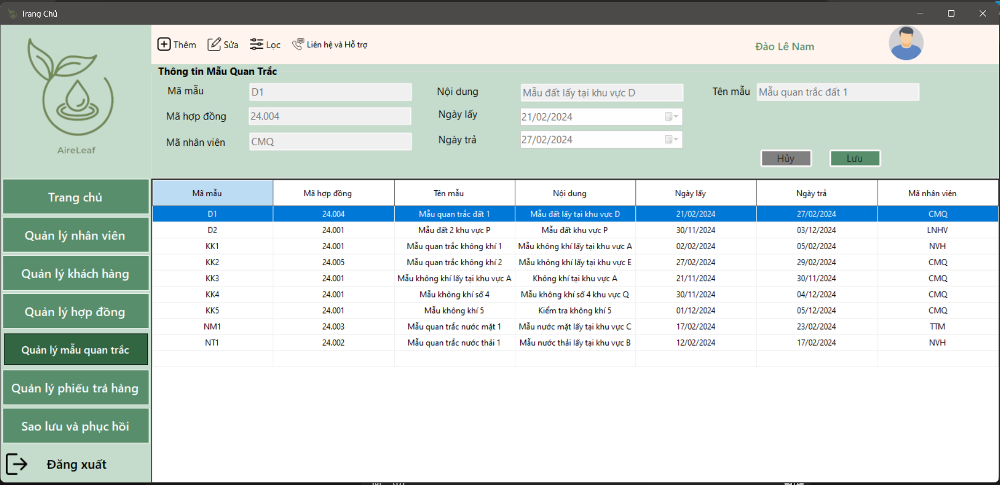 Trang Chủ
AireLeaf
Trang chủ
Quản lý nhân viên
Quản lý khách hàng
Quản lý hợp đồng
Quản lý mẫu quan trắc
Quản lý phiếu trả hàng
Sao lưu và phục hồi
Đăng xuất
Thêm Sửa Lọc Liên hệ và Hỗ trợ Đào Lê Nam
Thông tin Mẫu Quan Trắc
Mã mẫu D1 Nội dung Mẫu đất lấy tại khu vực D Tên mẫu Mẫu quan trắc đất 1
Mã hợp đồng 24.004 Ngày lấy 21/02/2024
Mã nhân viên CMQ Ngày trả 27/02/2024
Hủy Lưu
Mã mẫu Mã hợp đồng Tên mẫu Nội dung Ngày lấy Ngày trả Mã nhân viên
D1 24.004 Mẫu quan trắc đất 1 Mẫu đất lấy tại khu vực D 21/02/2024 27/02/2024 CMQ
D2 24.001 Mẫu đất 2 khu vực P Mẫu đất khu vực P 30/11/2024 03/12/2024 LNHV
KK1 24.001 Mẫu quan trắc không khí 1 Mẫu không khí lấy tại khu vực A 02/02/2024 05/02/2024 NVH
KK2 24.005 Mẫu quan trắc không khí 2 Mẫu không khí lấy tại khu vực E 27/02/2024 29/02/2024 CMQ
KK3 24.001 Mẫu không khí lấy tại khu vực A Không khí tại khu vực A 21/11/2024 30/11/2024 CMQ
KK4 24.001 Mẫu không khí số 4 Mẫu không khí số 4 khu vực Q 30/11/2024 04/12/2024 CMQ
KK5 24.001 Mẫu không khí 5 Kiểm tra không khí 5 01/12/2024 05/12/2024 CMQ
NM1 24.003 Mẫu quan trắc nước mặt 1 Mẫu nước mặt lấy tại khu vực C 17/02/2024 23/02/2024 TTM
NT1 24.002 Mẫu quan trắc nước thải 1 Mẫu nước thải lấy tại khu vực B 12/02/2024 17/02/2024 NVH